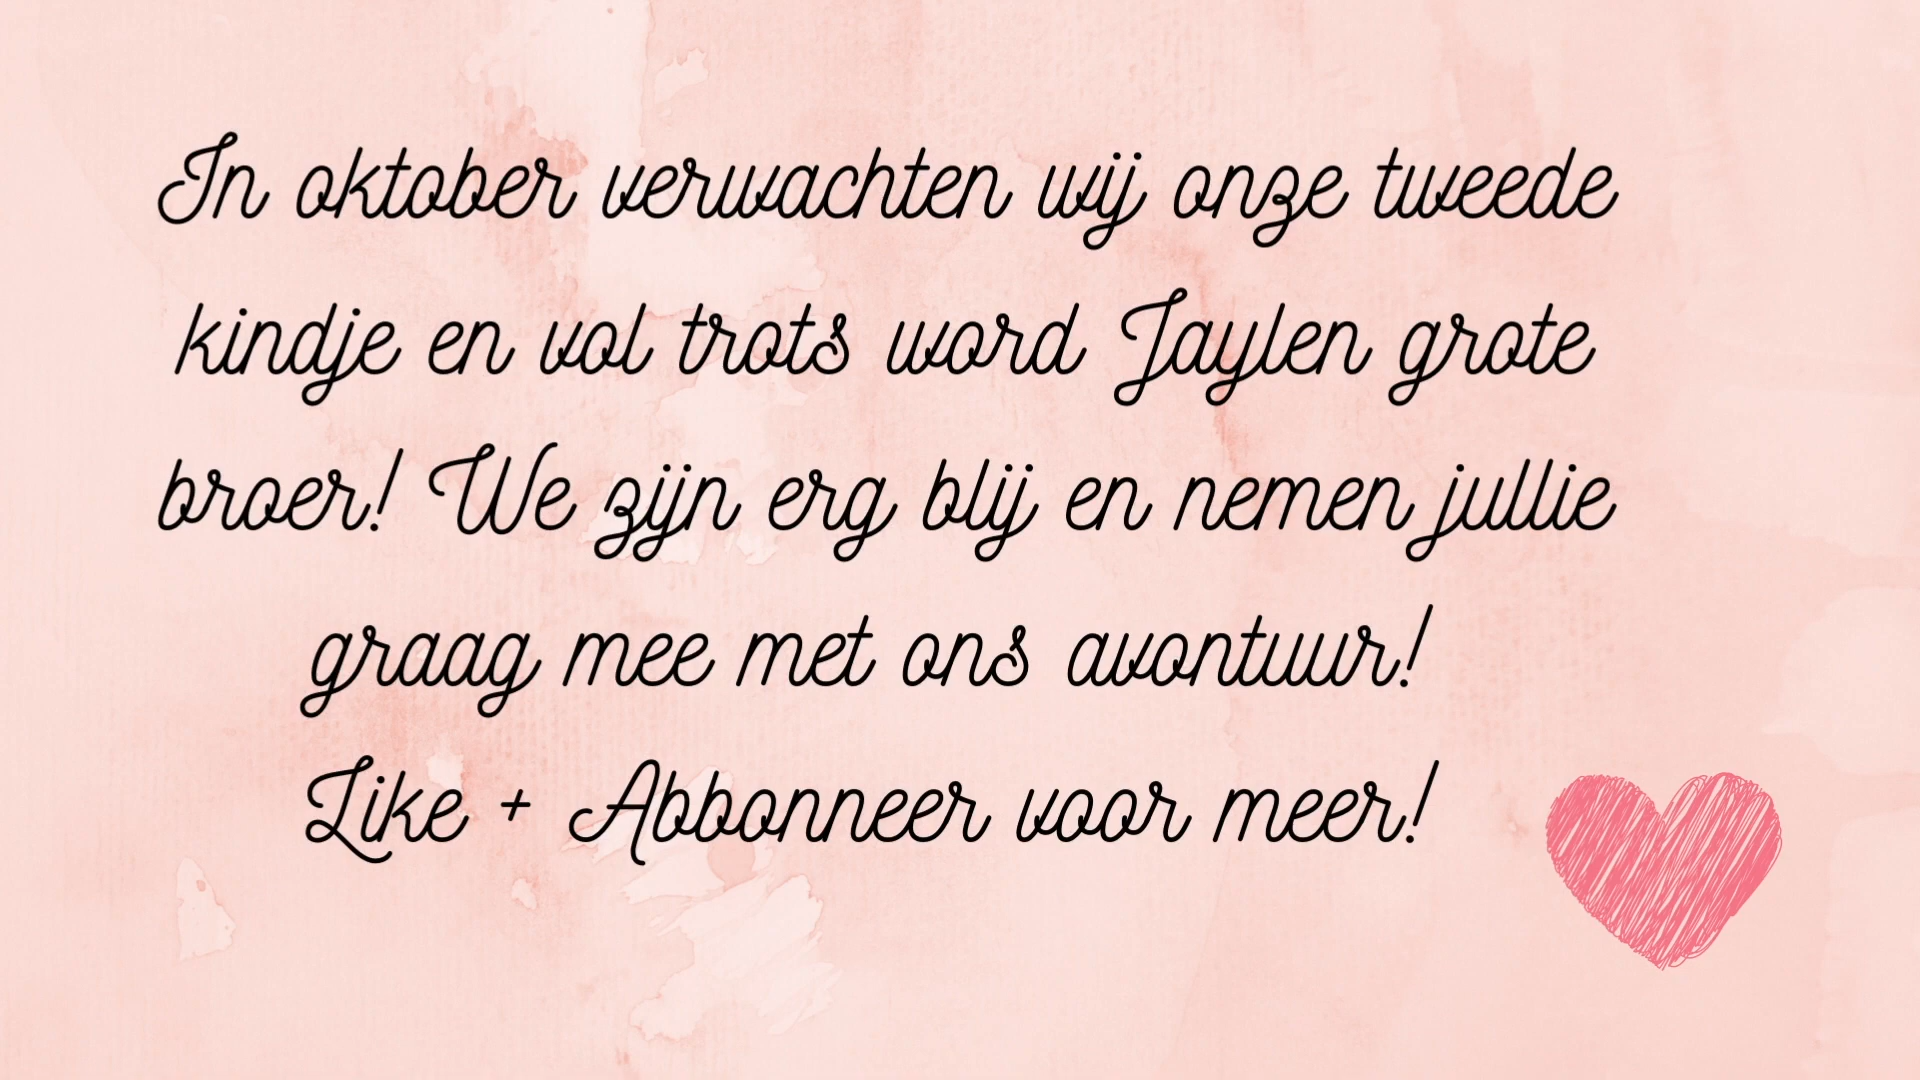 In oktober verwachten wij onze tweede
kindje en vol trots word Jaylen grote
broer! We zijn erg blij en nemen jullie
graag mee met ons avontuur!
Like + Abbonneer voor meer!